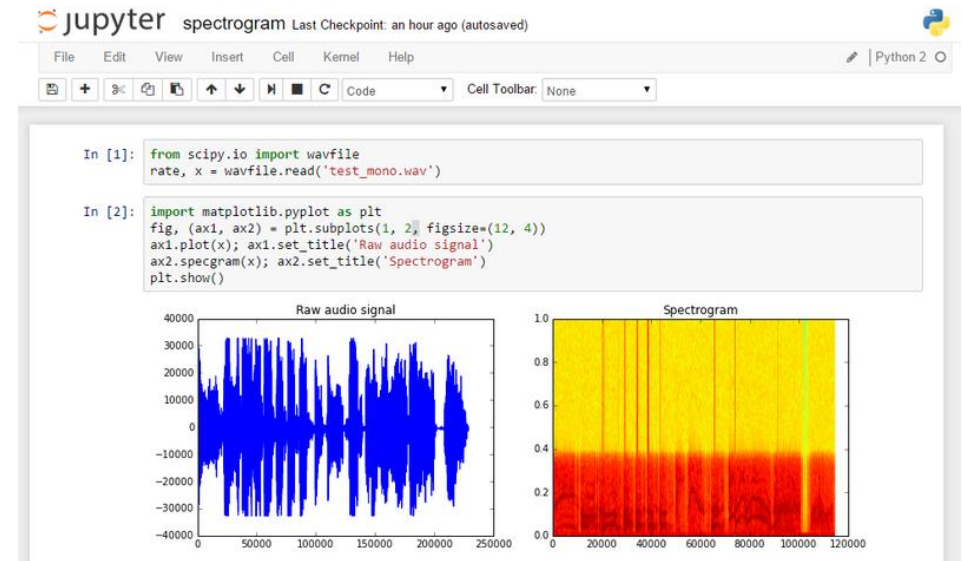 jupyter spectrogram Last Checkpoint: an hour ago (autosaved)
File Edit View Insert Cell Kernel Help Python 2
Code Cell Toolbar: None
In [1]: from scipy.io import wavfile
rate, x = wavfile.read('test_mono.wav')
In [2]: import matplotlib.pyplot as plt
fig, (ax1, ax2) = plt.subplots(1, 2, figsize=(12, 4))
ax1.plot(x); ax1.set_title('Raw audio signal')
ax2.specgram(x); ax2.set_title('Spectrogram')
plt.show()
Raw audio signal
40000
30000
20000
10000
0
−10000
−20000
−30000
−40000
0 50000 100000 150000 200000 250000
Spectrogram
1.0
0.8
0.6
0.4
0.2
0.0
0 20000 40000 60000 80000 100000 120000